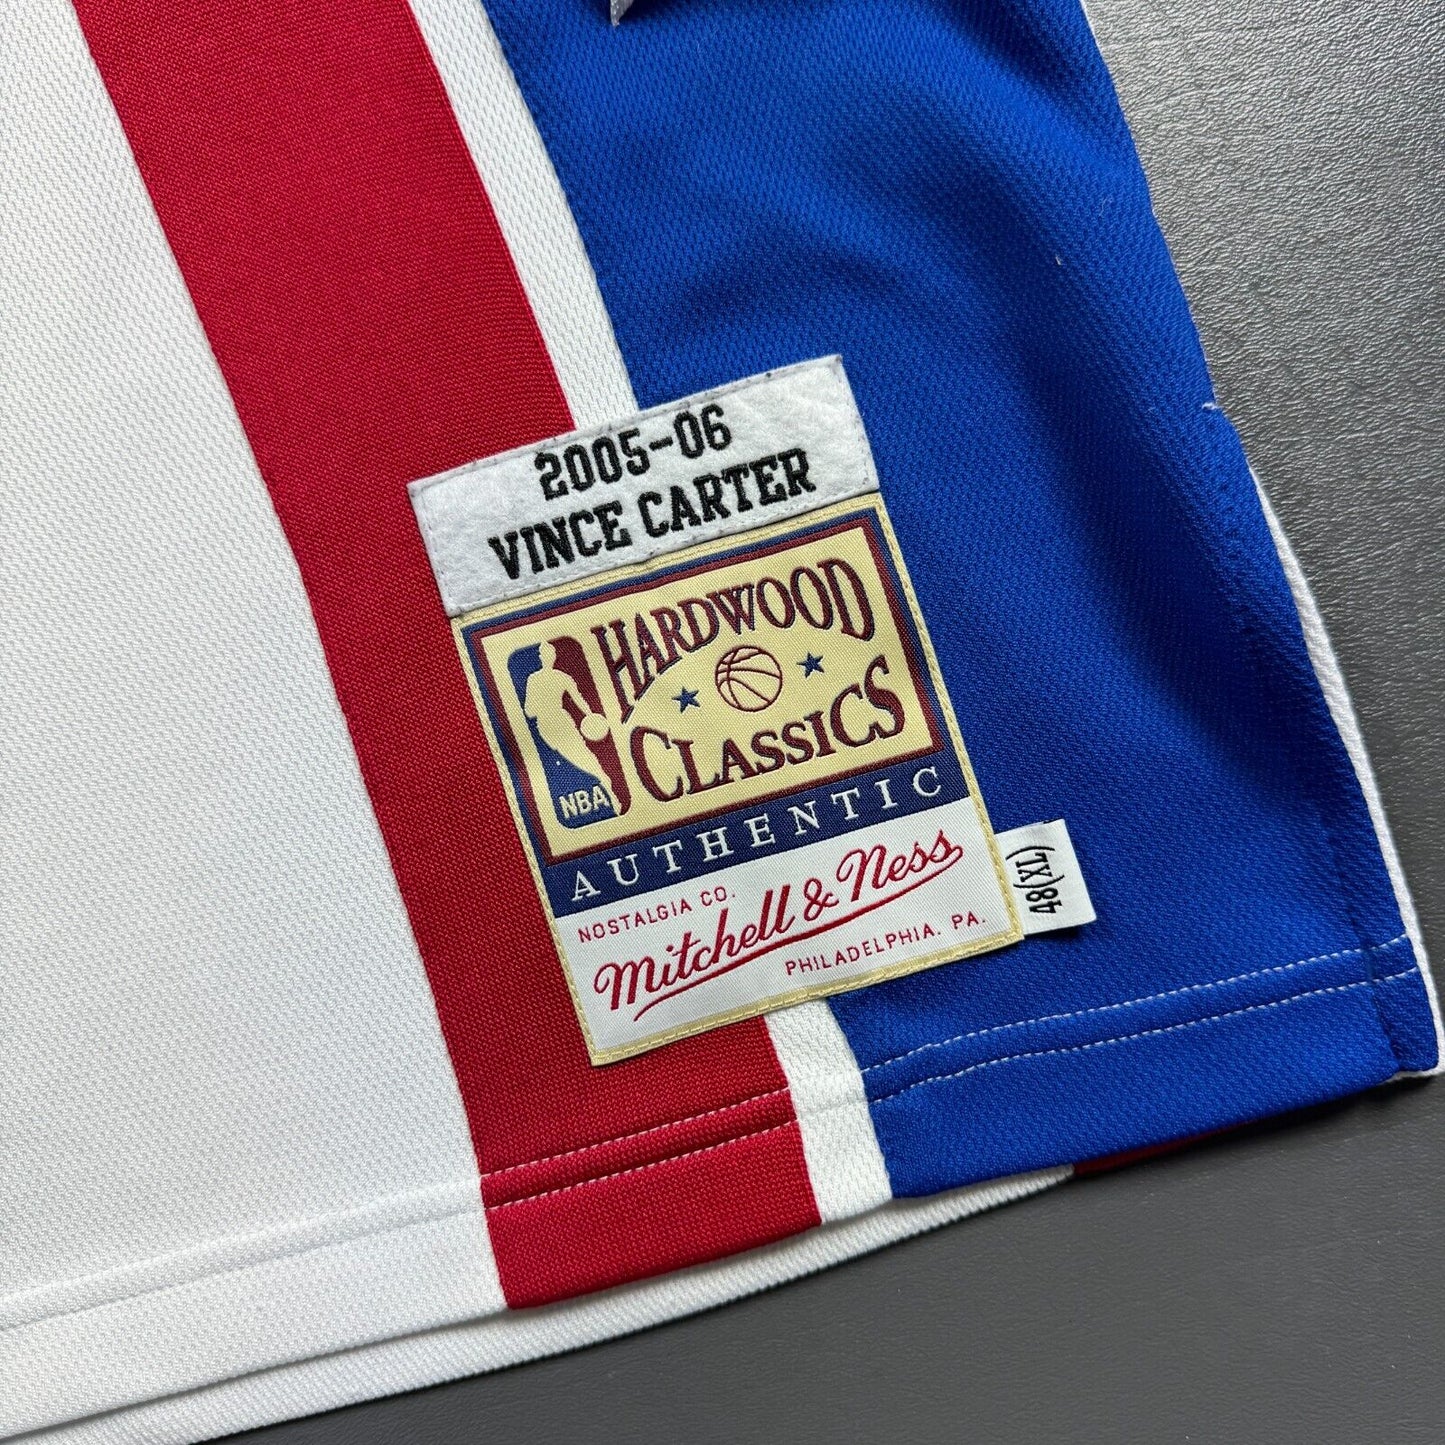 2005-06
VINCE CARTER
HARDWOOD
CLASSICS
NBA
AUTHENTIC
NOSTALGIA CO.
Mitchell & Ness
PHILADELPHIA. PA.
48(XL)